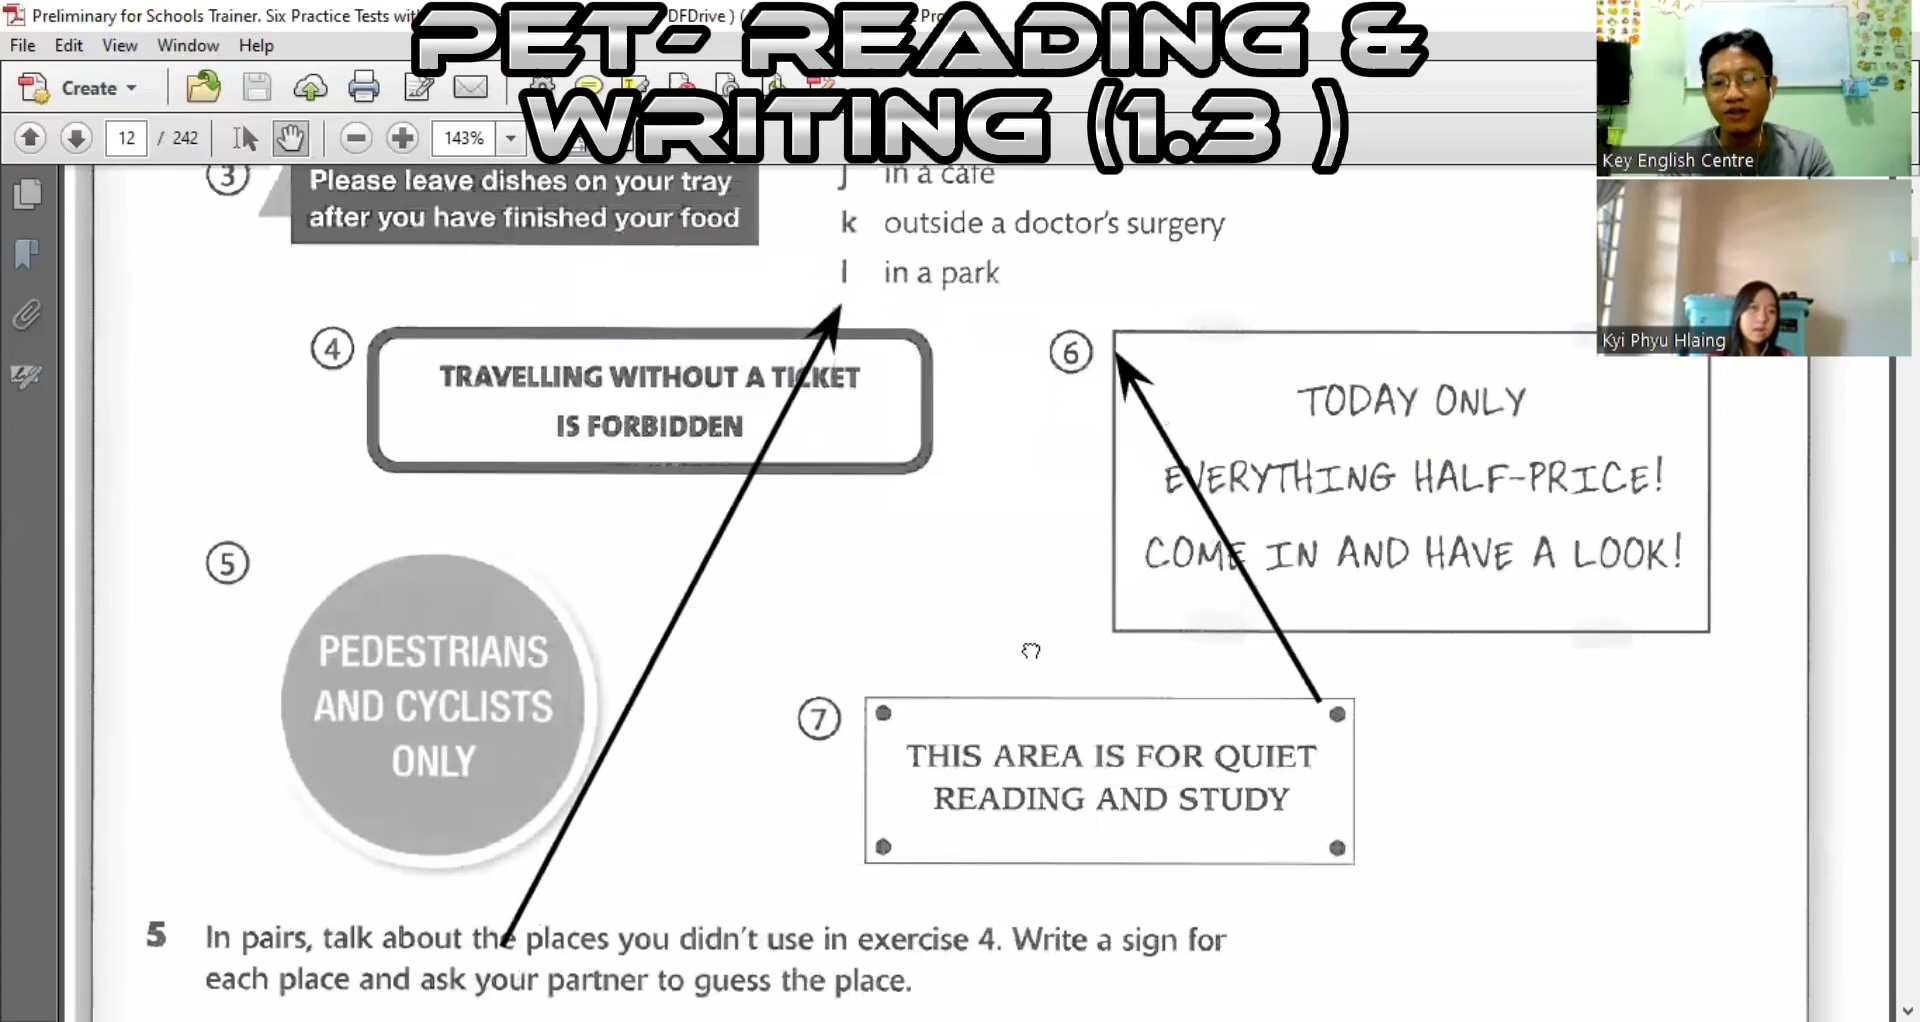 Preliminary for Schools Trainer. Six Practice Tests wit
DFDrive ) (
Pro
File Edit View Window Help
PET- READING &
WRITING (1.3 )
Create
12 / 242
143%
Key English Centre
Kyi Phyu Hlaing
3
Please leave dishes on your tray
after you have finished your food
j in a cafe
k outside a doctor's surgery
l in a park
4
TRAVELLING WITHOUT A TICKET
IS FORBIDDEN
6
TODAY ONLY
EVERYTHING HALF-PRICE!
COME IN AND HAVE A LOOK!
5
PEDESTRIANS
AND CYCLISTS
ONLY
7
THIS AREA IS FOR QUIET
READING AND STUDY
5 In pairs, talk about the places you didn't use in exercise 4. Write a sign for
each place and ask your partner to guess the place.